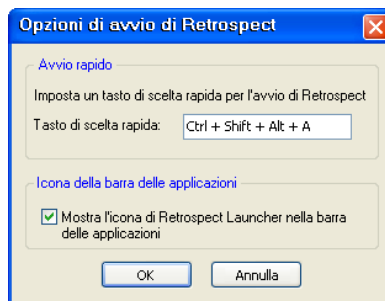 Opzioni di avvio di Retrospect
Avvio rapido
Imposta un tasto di scelta rapida per l'avvio di Retrospect
Tasto di scelta rapida:	Ctrl + Shift + Alt + A
Icona della barra delle applicazioni
Mostra l'icona di Retrospect Launcher nella barra
delle applicazioni
OK	Annulla